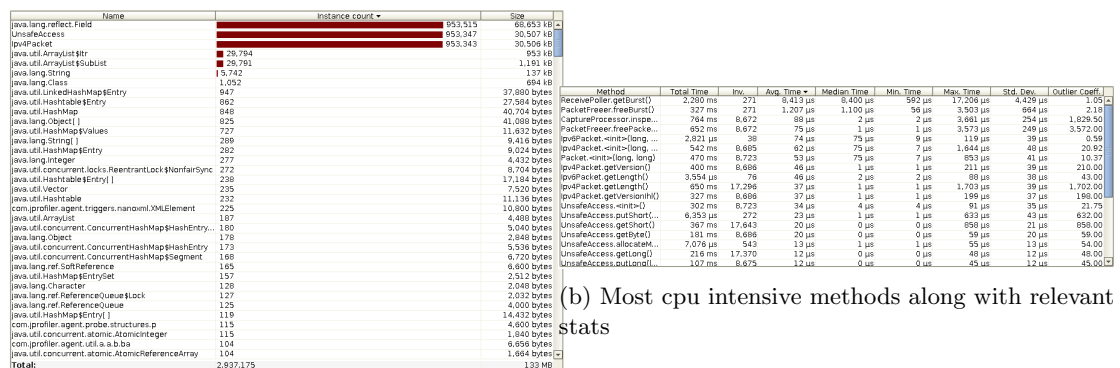 Name Instance count Size
java.lang.reflect.Field 953,515 68,653 kB
UnsafeAccess 953,347 30,507 kB
Ipv4Packet 953,343 30,506 kB
java.util.ArrayList$Itr 29,794 953 kB
java.util.ArrayList$SubList 29,791 1,191 kB
java.lang.String 5,742 137 kB
java.lang.Class 1,052 694 kB
java.util.LinkedHashMap$Entry 947 37,880 bytes
java.util.Hashtable$Entry 862 27,584 bytes
java.util.HashMap 848 40,704 bytes
java.lang.Object[ ] 825 41,088 bytes
java.util.HashMap$Values 727 11,632 bytes
java.lang.String[ ] 289 9,416 bytes
java.util.HashMap$Entry 282 9,024 bytes
java.lang.Integer 277 4,432 bytes
java.util.concurrent.locks.ReentrantLock$NonfairSync 272 8,704 bytes
java.util.Hashtable$Entry[ ] 238 17,184 bytes
java.util.Vector 235 7,520 bytes
java.util.Hashtable 232 11,136 bytes
com.jprofiler.agent.triggers.nanoxml.XMLElement 225 10,800 bytes
java.util.ArrayList 187 4,488 bytes
java.util.concurrent.ConcurrentHashMap$HashEntry... 180 5,040 bytes
java.lang.Object 178 2,848 bytes
java.util.concurrent.ConcurrentHashMap$HashEntry 173 5,536 bytes
java.util.concurrent.ConcurrentHashMap$Segment 168 6,720 bytes
java.lang.ref.SoftReference 165 6,600 bytes
java.util.HashMap$EntrySet 157 2,512 bytes
java.lang.Character 128 2,048 bytes
java.lang.ref.ReferenceQueue$Lock 127 2,032 bytes
java.lang.ref.ReferenceQueue 125 4,000 bytes
java.util.HashMap$Entry[ ] 119 14,432 bytes
com.jprofiler.agent.probe.structures.p 115 4,600 bytes
java.util.concurrent.atomic.AtomicInteger 115 1,840 bytes
com.jprofiler.agent.util.a.a.b.ba 104 6,656 bytes
java.util.concurrent.atomic.AtomicReferenceArray 104 1,664 bytes
Total: 2,937,175 133 MB
Method Total Time Inv. Avg. Time Median Time Min. Time Max. Time Std. Dev. Outlier Coeff.
ReceivePoller.getBurst() 2,280 ms 271 8,413 µs 8,400 µs 592 µs 17,206 µs 4,429 µs 1.05
PacketFreeer.freeBurst() 327 ms 271 1,207 µs 1,100 µs 56 µs 3,503 µs 664 µs 2.18
CaptureProcessor.inspe... 764 ms 8,672 88 µs 2 µs 2 µs 3,661 µs 254 µs 1,829.50
PacketFreeer.freePacke... 652 ms 8,672 75 µs 1 µs 1 µs 3,573 µs 249 µs 3,572.00
Ipv6Packet.<init>(long, ... 2,821 µs 38 74 µs 75 µs 9 µs 119 µs 39 µs 0.59
Ipv4Packet.<init>(long, ... 542 ms 8,685 62 µs 75 µs 7 µs 1,644 µs 48 µs 20.92
Packet.<init>(long, long) 470 ms 8,723 53 µs 75 µs 7 µs 853 µs 41 µs 10.37
Ipv4Packet.getVersion() 400 ms 8,686 46 µs 1 µs 1 µs 211 µs 39 µs 210.00
Ipv6Packet.getLength() 3,554 µs 76 46 µs 2 µs 2 µs 88 µs 38 µs 43.00
Ipv4Packet.getLength() 650 ms 17,296 37 µs 1 µs 1 µs 1,703 µs 39 µs 1,702.00
Ipv4Packet.getVersionIhl() 327 ms 8,686 37 µs 1 µs 1 µs 199 µs 37 µs 198.00
UnsafeAccess.<init>() 302 ms 8,723 34 µs 4 µs 4 µs 91 µs 35 µs 21.75
UnsafeAccess.putShort(... 6,353 µs 272 23 µs 1 µs 1 µs 633 µs 43 µs 632.00
UnsafeAccess.getShort() 367 ms 17,643 20 µs 0 µs 0 µs 858 µs 21 µs 858.00
UnsafeAccess.getByte() 181 ms 8,686 20 µs 0 µs 0 µs 59 µs 20 µs 59.00
UnsafeAccess.allocateM... 7,076 µs 543 13 µs 1 µs 1 µs 55 µs 13 µs 54.00
UnsafeAccess.getLong() 216 ms 17,370 12 µs 0 µs 0 µs 48 µs 12 µs 48.00
UnsafeAccess.putLong(l... 107 ms 8,675 12 µs 0 µs 0 µs 45 µs 12 µs 45.00
(b) Most cpu intensive methods along with relevant
stats